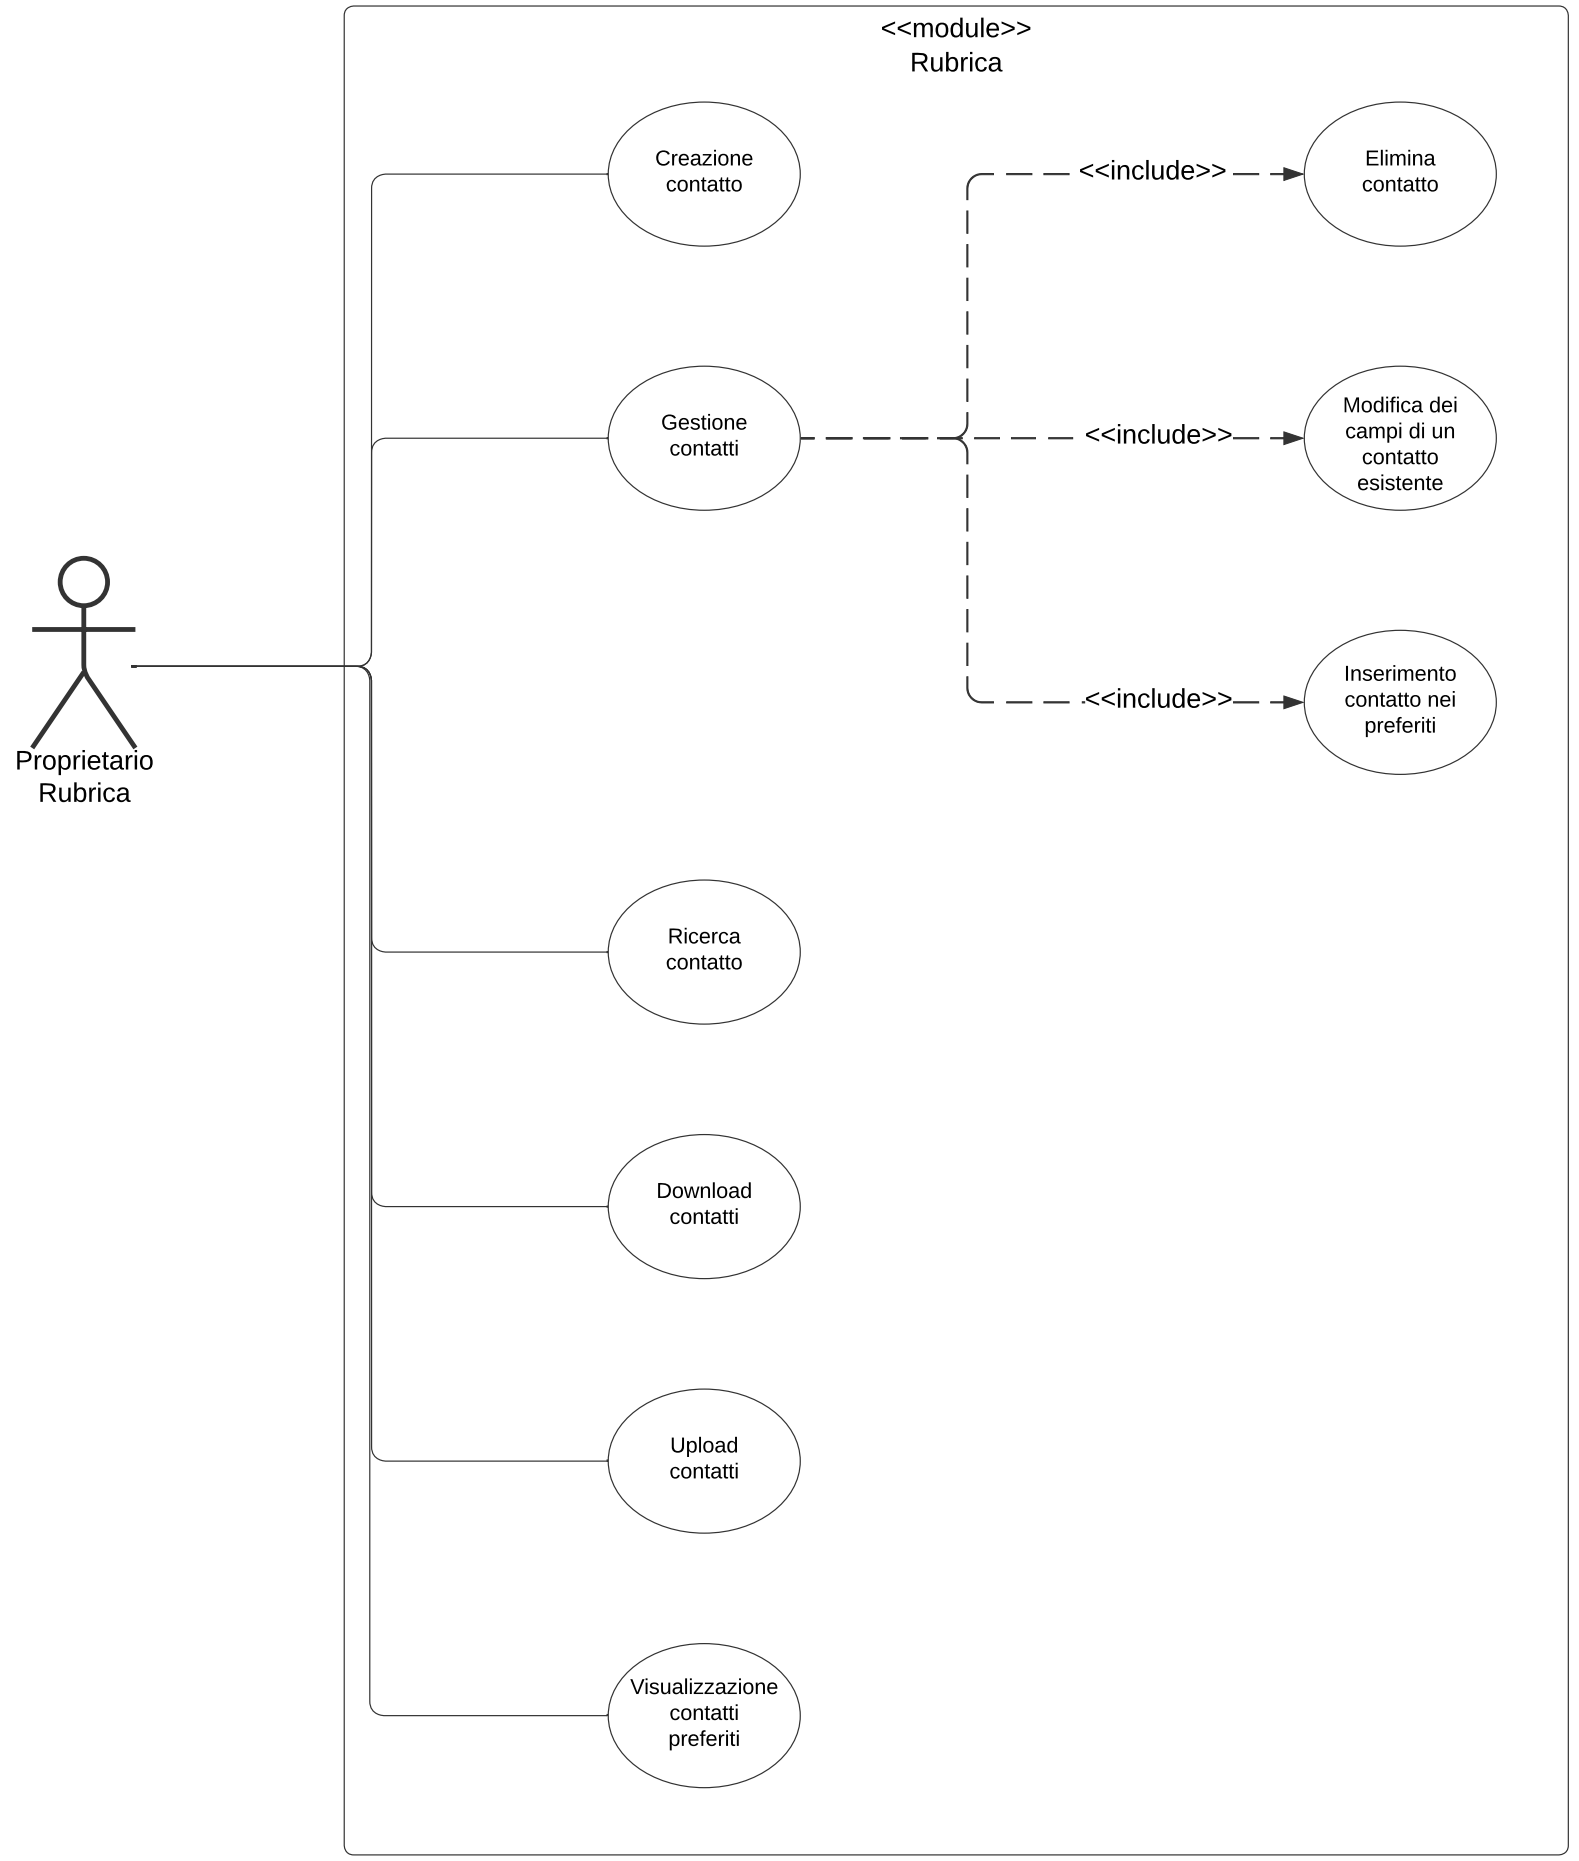 <<module>>
Rubrica
Creazione
contatto
<<include>>
Elimina
contatto
Gestione
contatti
<<include>>
Modifica dei
campi di un
contatto
esistente
<<include>>
Inserimento
contatto nei
preferiti
Proprietario
Rubrica
Ricerca
contatto
Download
contatti
Upload
contatti
Visualizzazione
contatti
preferiti